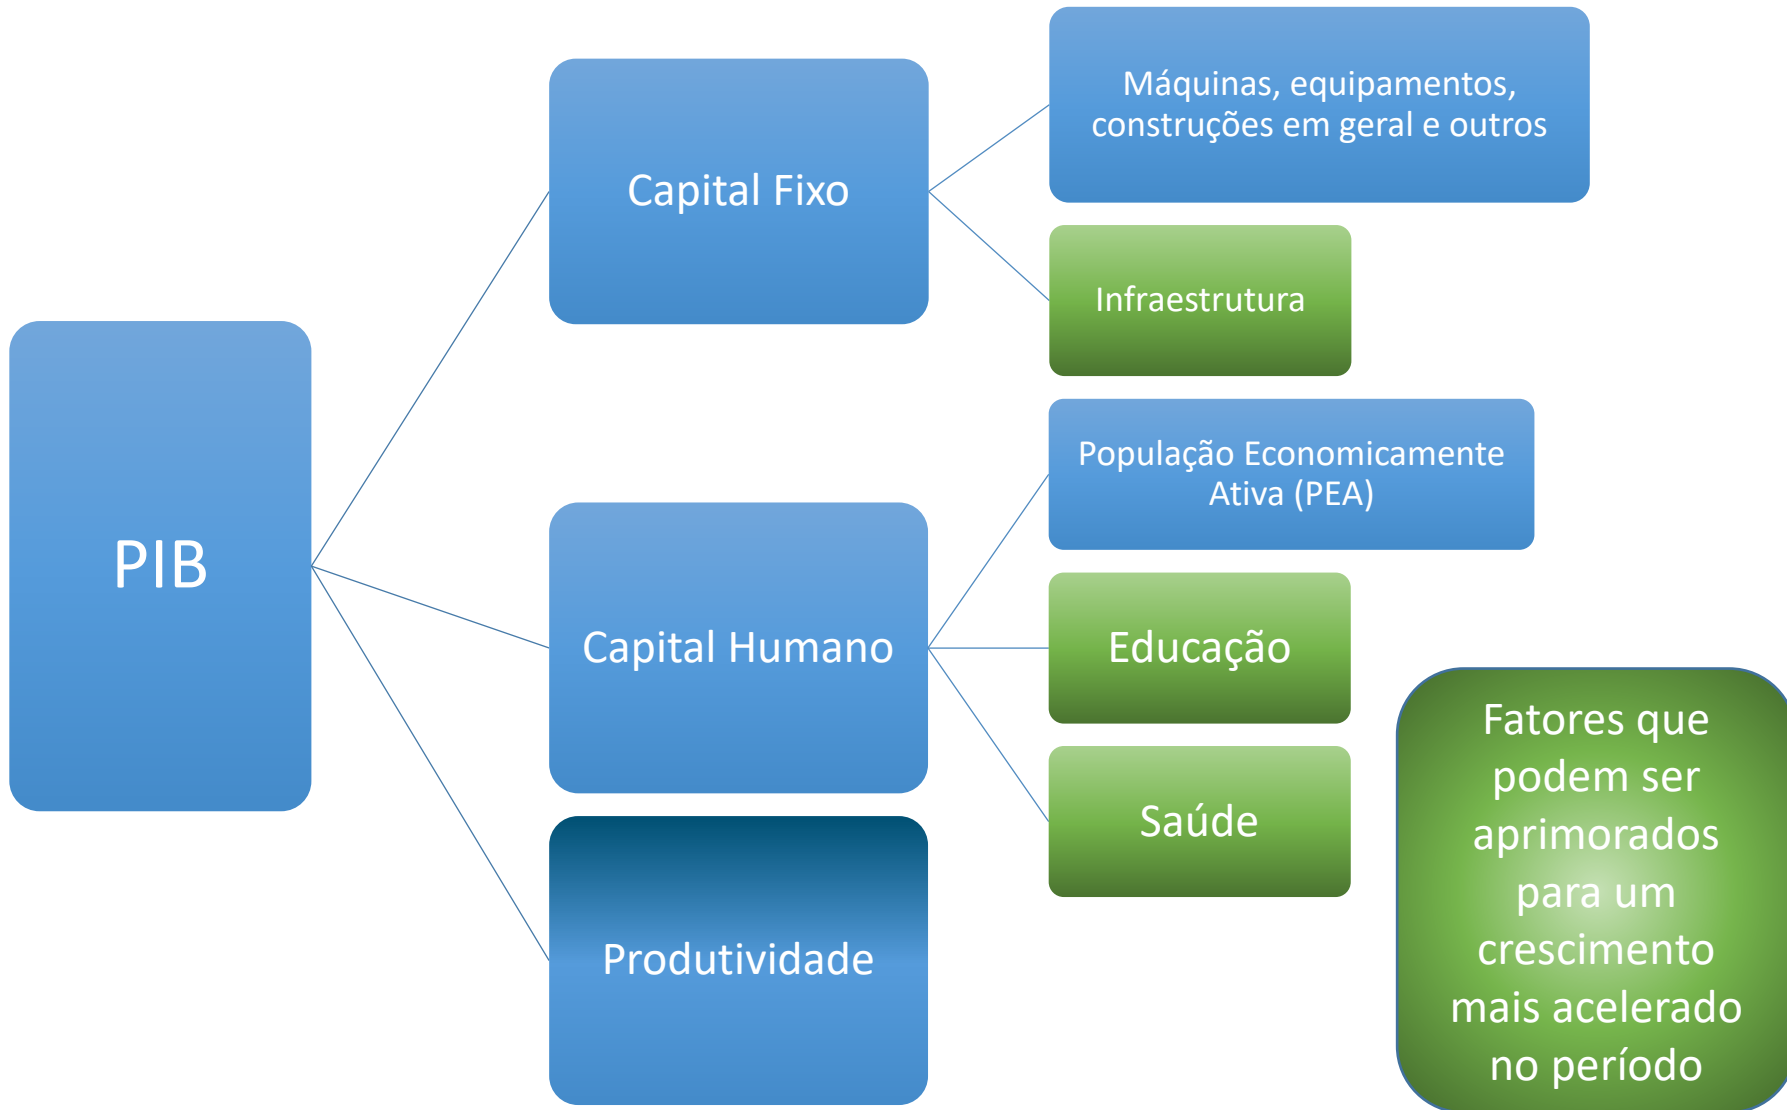 PIB
Capital Fixo
Máquinas, equipamentos,
construções em geral e outros
Infraestrutura
Capital Humano
População Economicamente
Ativa (PEA)
Educação
Saúde
Produtividade
Fatores que
podem ser
aprimorados
para um
crescimento
mais acelerado
no período